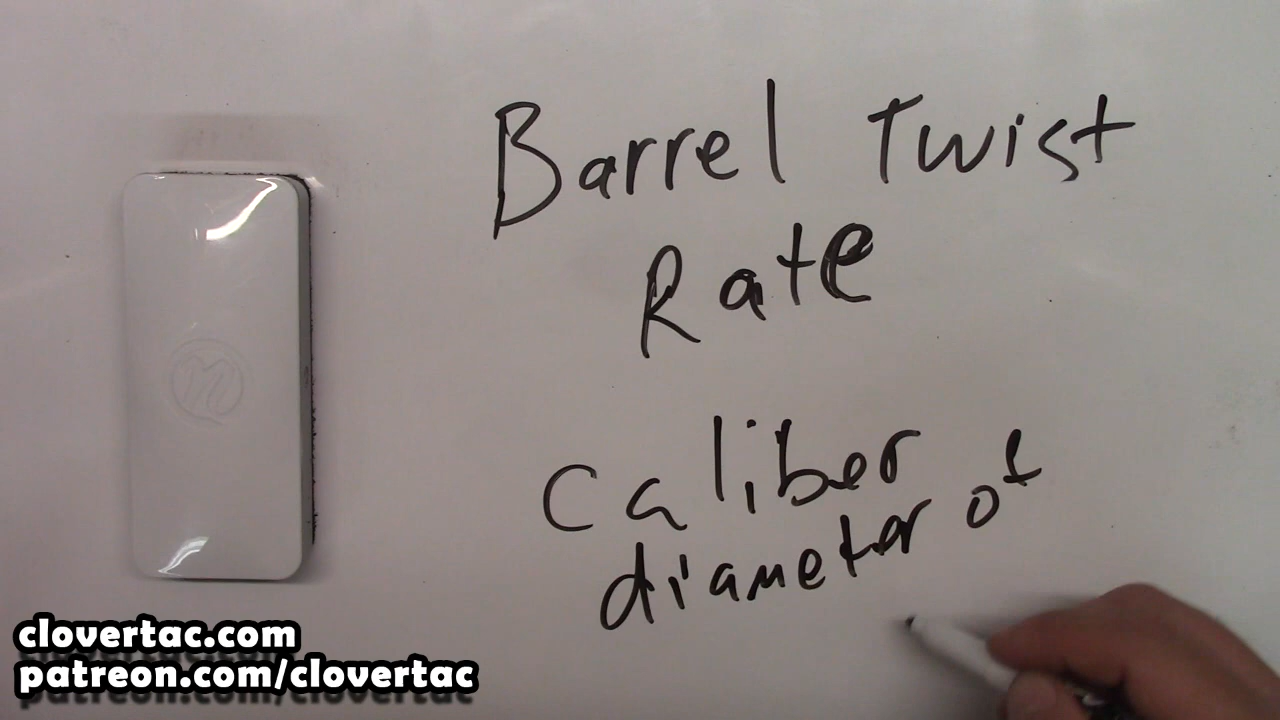 Barrel Twist
Rate
caliber
diameter of
clovertac.com
patreon.com/clovertac